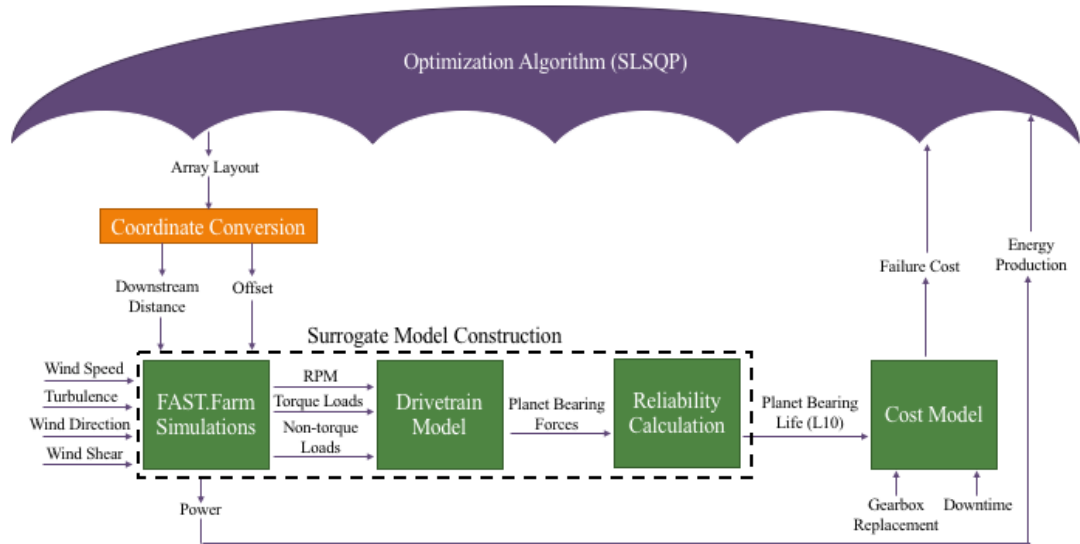 Optimization Algorithm (SLSQP)
Array Layout
Coordinate Conversion
Downstream
Distance
Offset
Failure Cost
Energy
Production
Surrogate Model Construction
Wind Speed
Turbulence
Wind Direction
Wind Shear
FAST.Farm
Simulations
RPM
Torque Loads
Non-torque
Loads
Drivetrain
Model
Planet Bearing
Forces
Reliability
Calculation
Planet Bearing
Life (L10)
Cost Model
Power
Gearbox
Replacement
Downtime